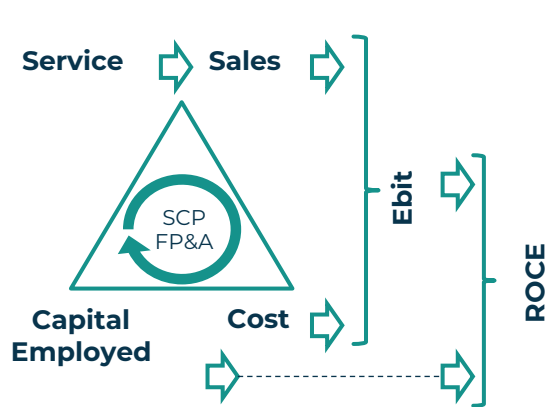 Service
Sales
SCP
FP&A
Ebit
ROCE
Capital
Employed
Cost